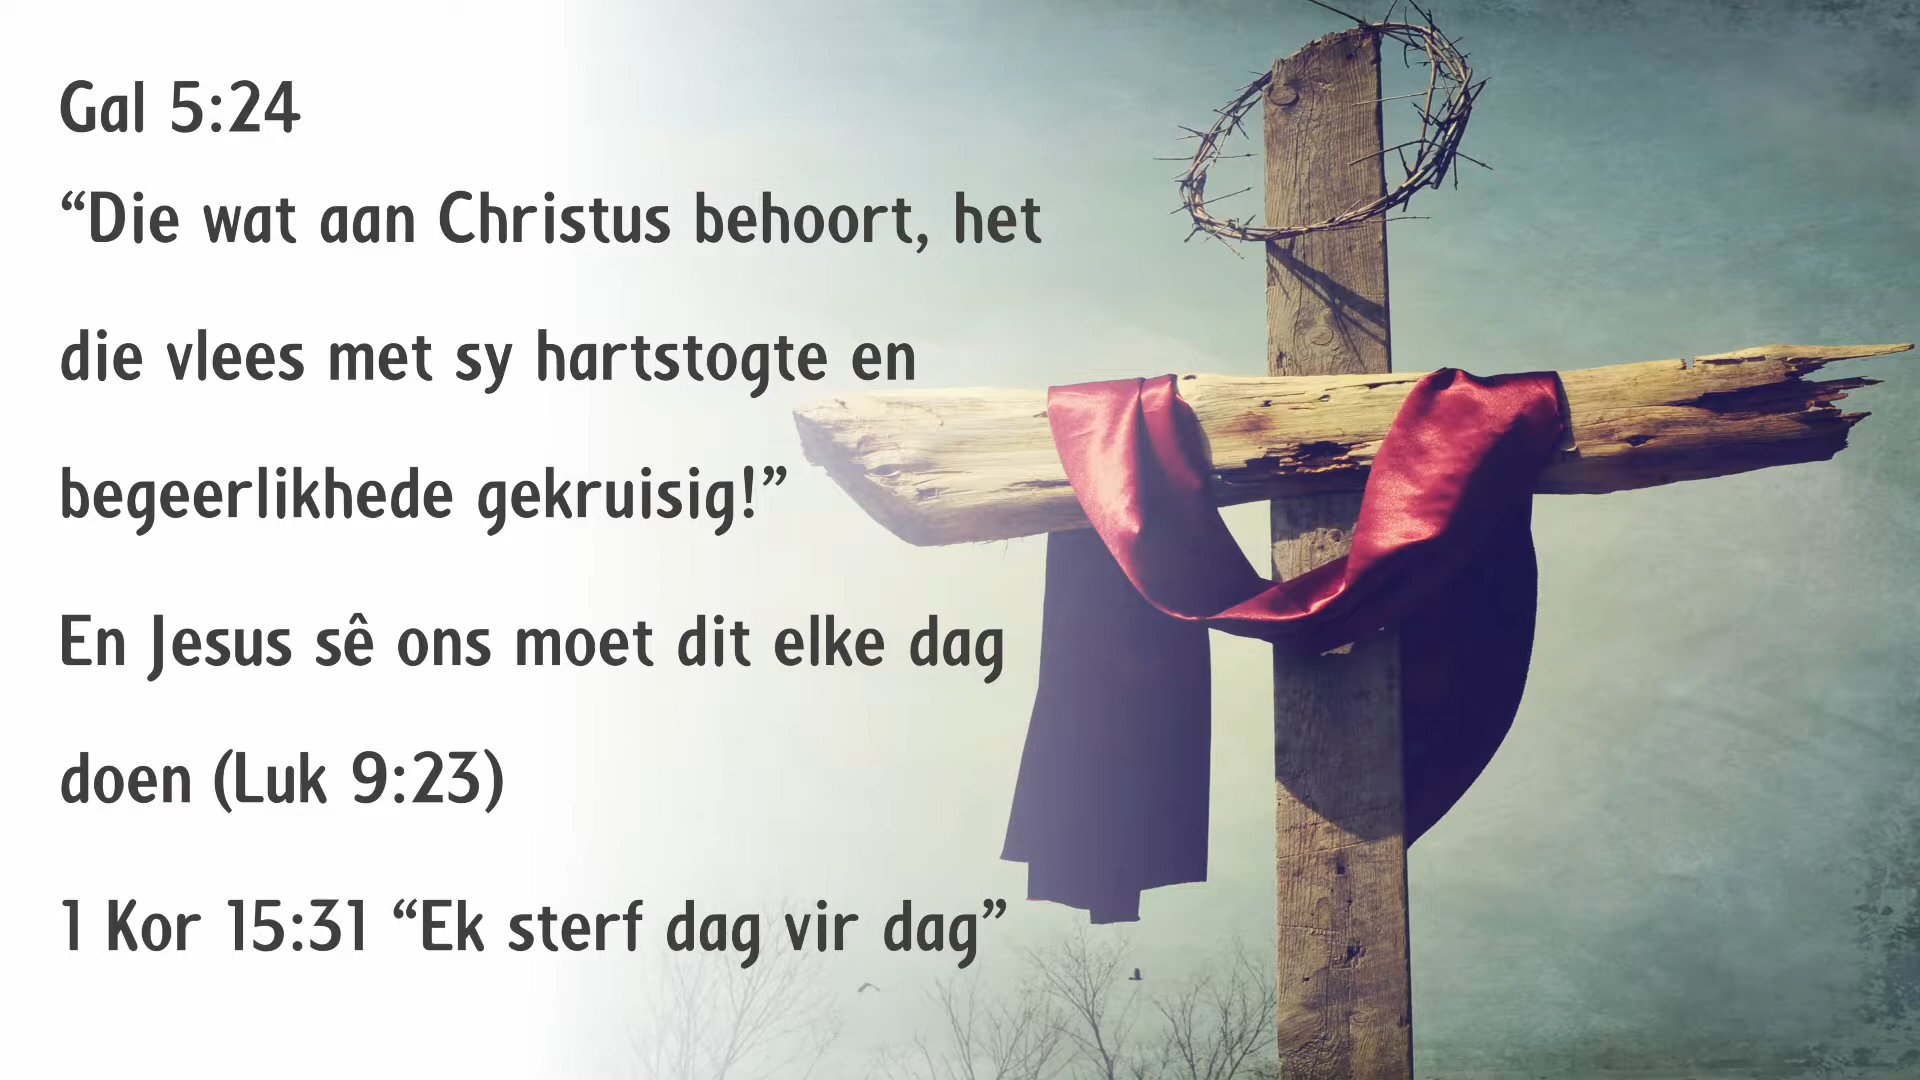 Gal 5:24
“Die wat aan Christus behoort, het
die vlees met sy hartstogte en
begeerlikhede gekruisig!”
En Jesus sê ons moet dit elke dag
doen (Luk 9:23)
1 Kor 15:31 “Ek sterf dag vir dag”